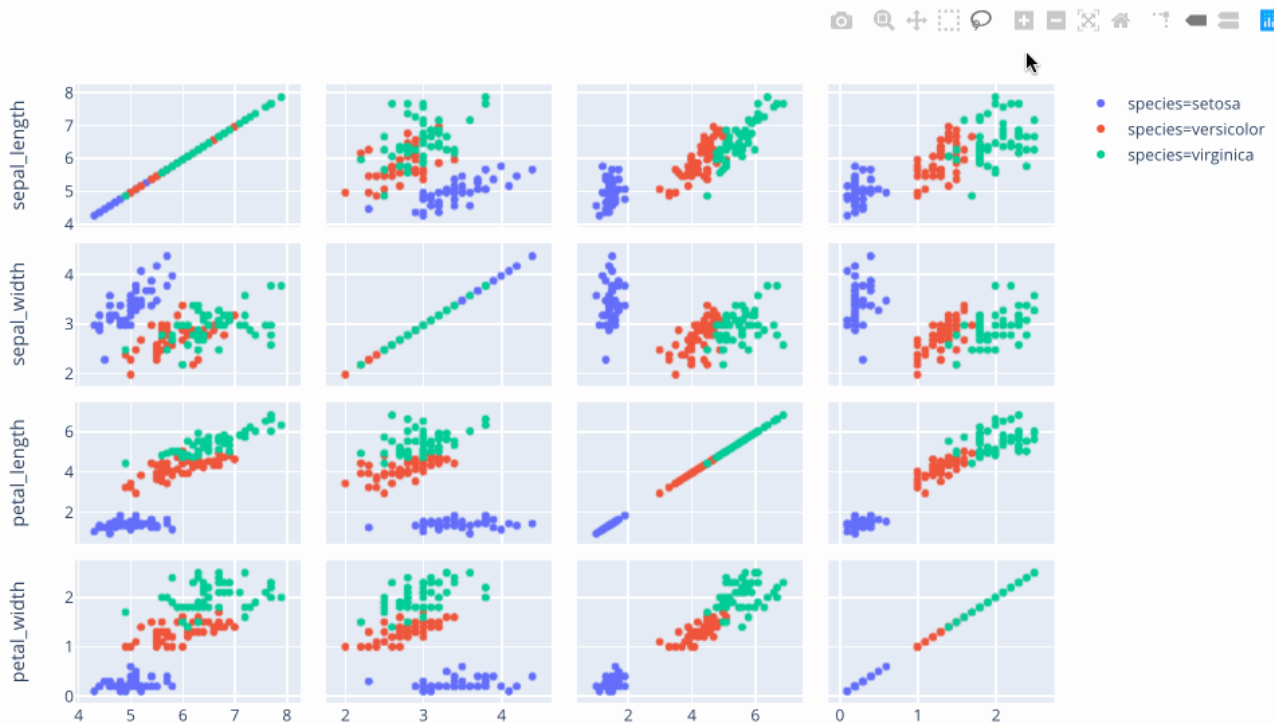 8
7
6
5
4
sepal_length
species=setosa
species=versicolor
species=virginica
4
3
2
sepal_width
6
4
2
petal_length
2
1
0
petal_width
4 5 6 7 8 2 3 4 2 4 6 0 1 2